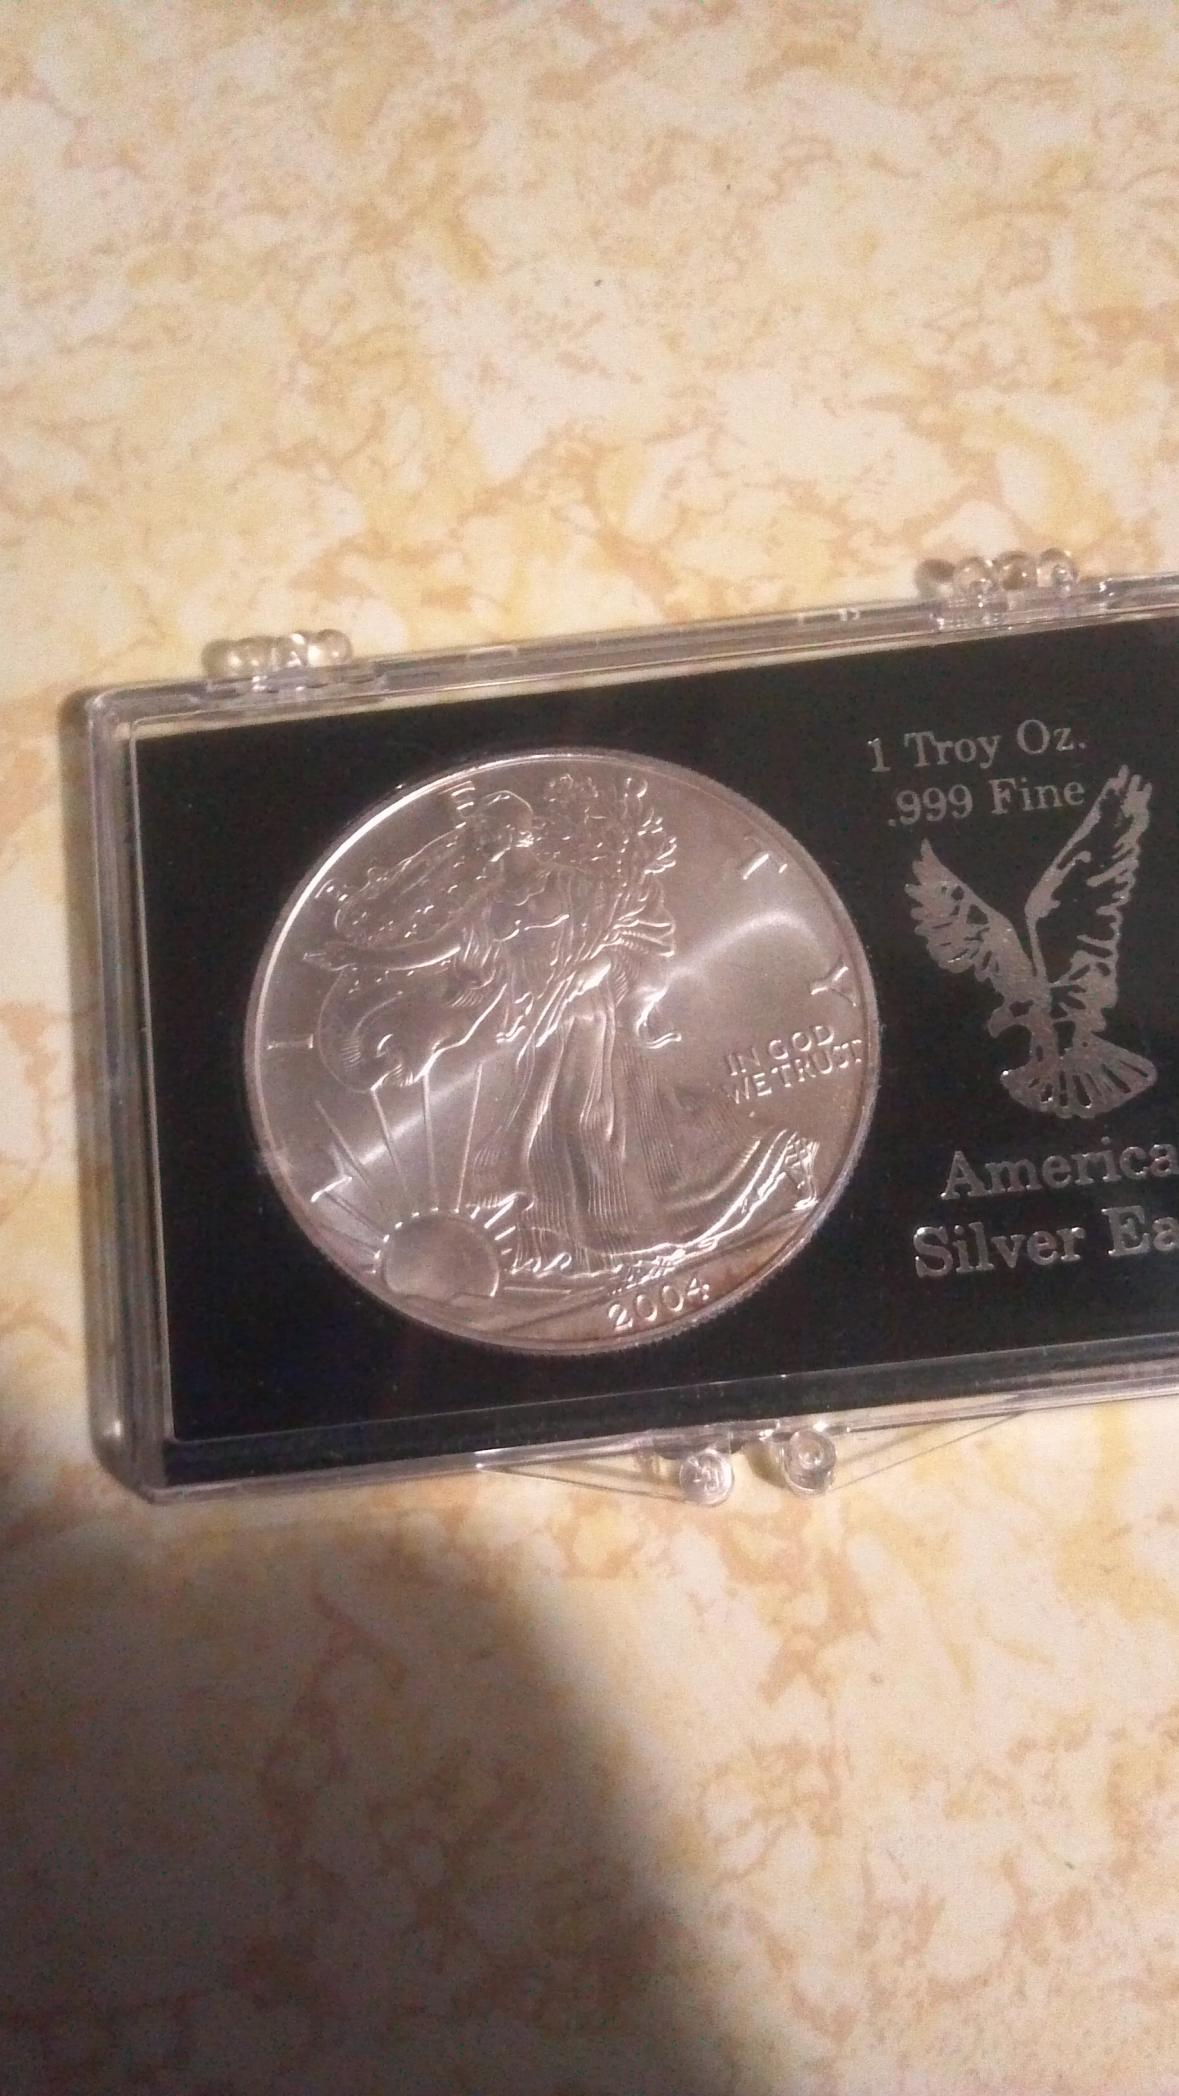 LIBERTY
IN GOD
WE TRUST
2004
1 Troy Oz.
.999 Fine
America
Silver Ea